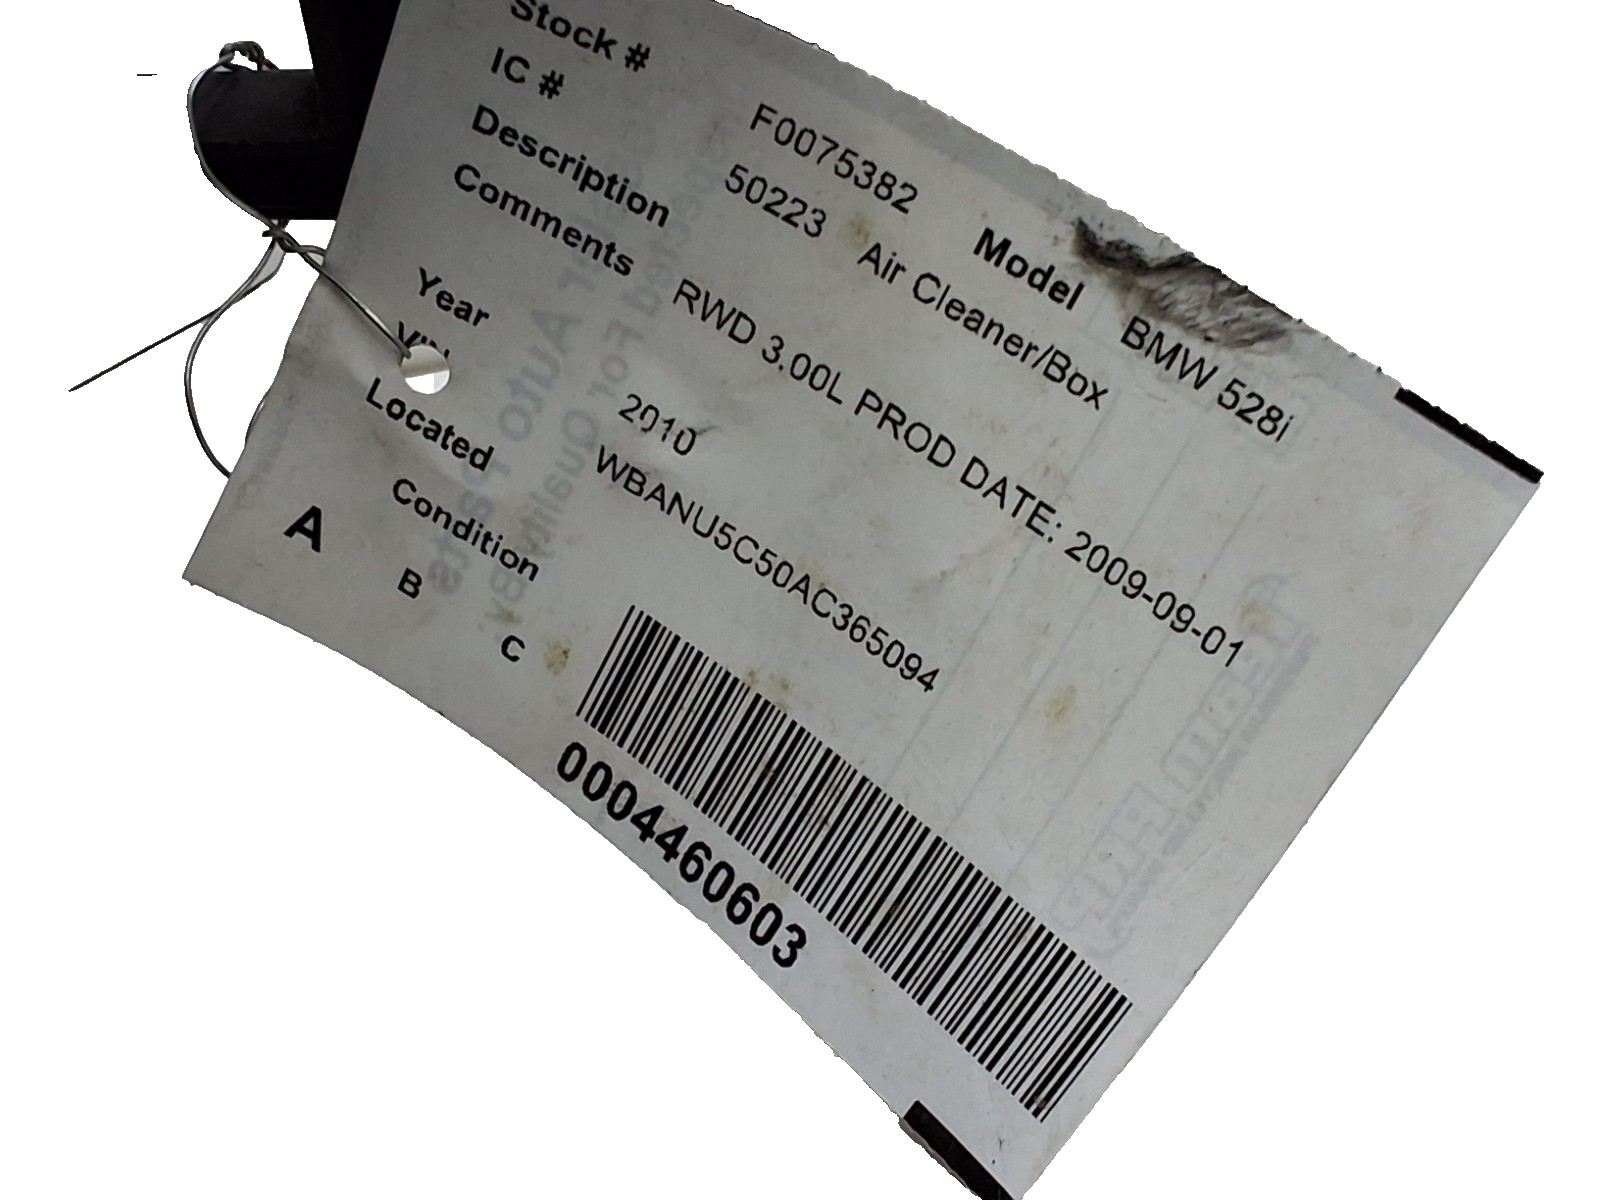 Stock # F0075382 Model BMW 528i
IC # 50223 Air Cleaner/Box
Description
Comments RWD 3.00L PROD DATE: 2009-09-01
Year 2010
VIN WBANU5C50AC365094
Located
Condition
A B C
0004460603